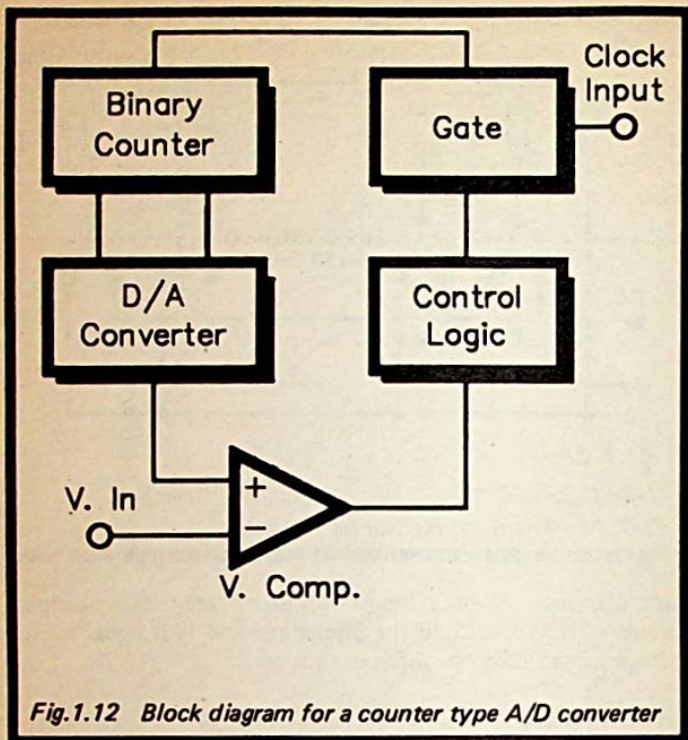 Clock
Input
Binary
Counter
Gate
D/A
Converter
Control
Logic
V. In
+
−
V. Comp.
Fig.1.12 Block diagram for a counter type A/D converter